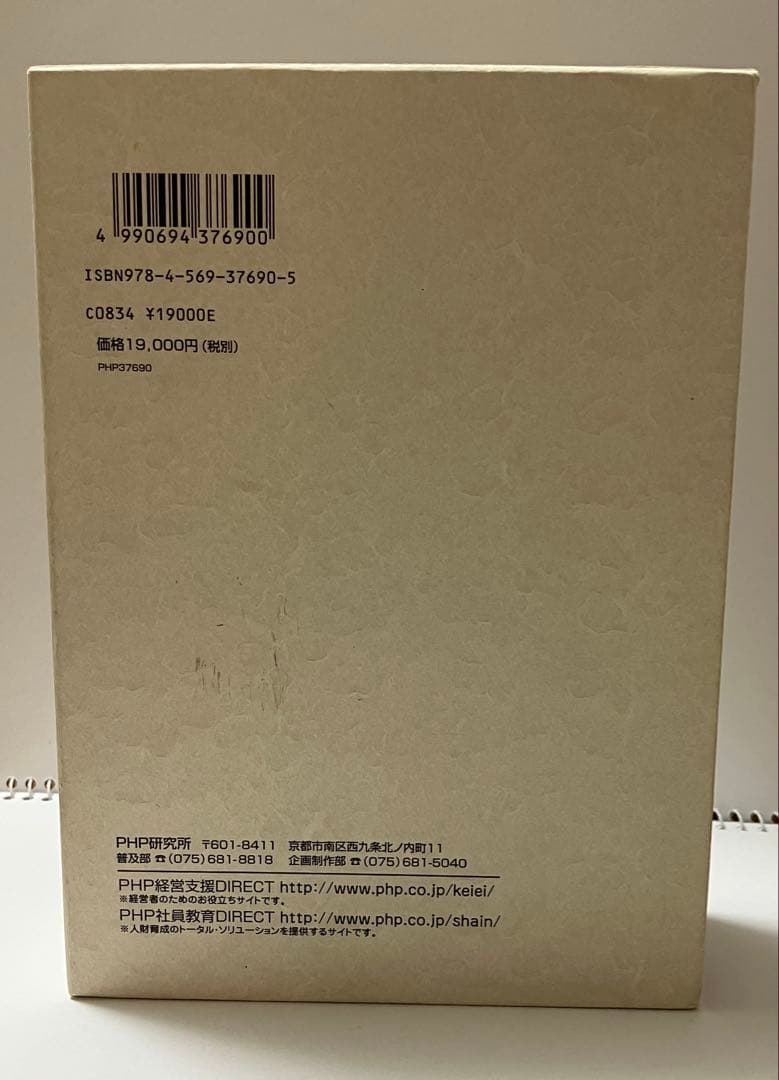 4 990694 376900
ISBN978-4-569-37690-5
C0834 ¥19000E
価格19,000円(税別)
PHP37690
PHP研究所 〒601-8411 京都市南区西九条北ノ内町11
普及部 ☎(075)681-8818 企画制作部 ☎(075)681-5040
PHP経営支援DIRECT http://www.php.co.jp/keiei/
※経営者のためのお役立ちサイトです。
PHP社員教育DIRECT http://www.php.co.jp/shain/
※人財育成のトータル・ソリューションを提供するサイトです。